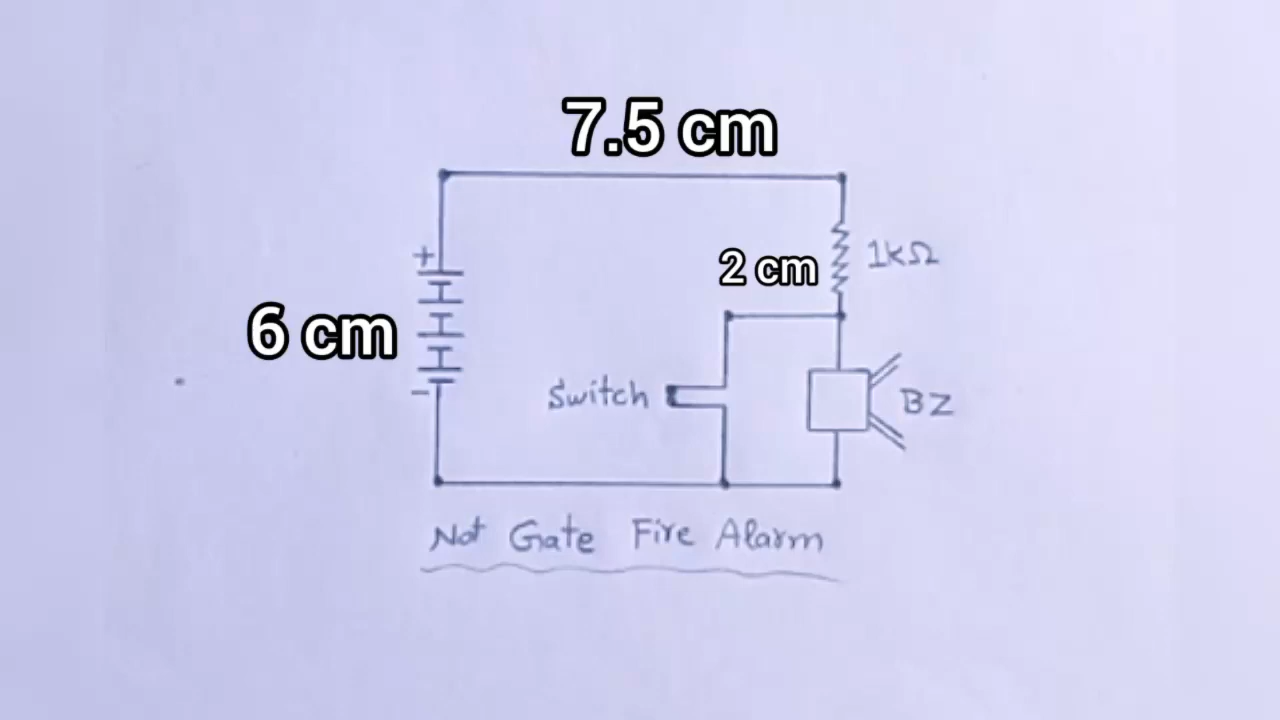 7.5 cm
+
1kΩ
2 cm
6 cm
Switch
BZ
-
Not Gate Fire Alarm